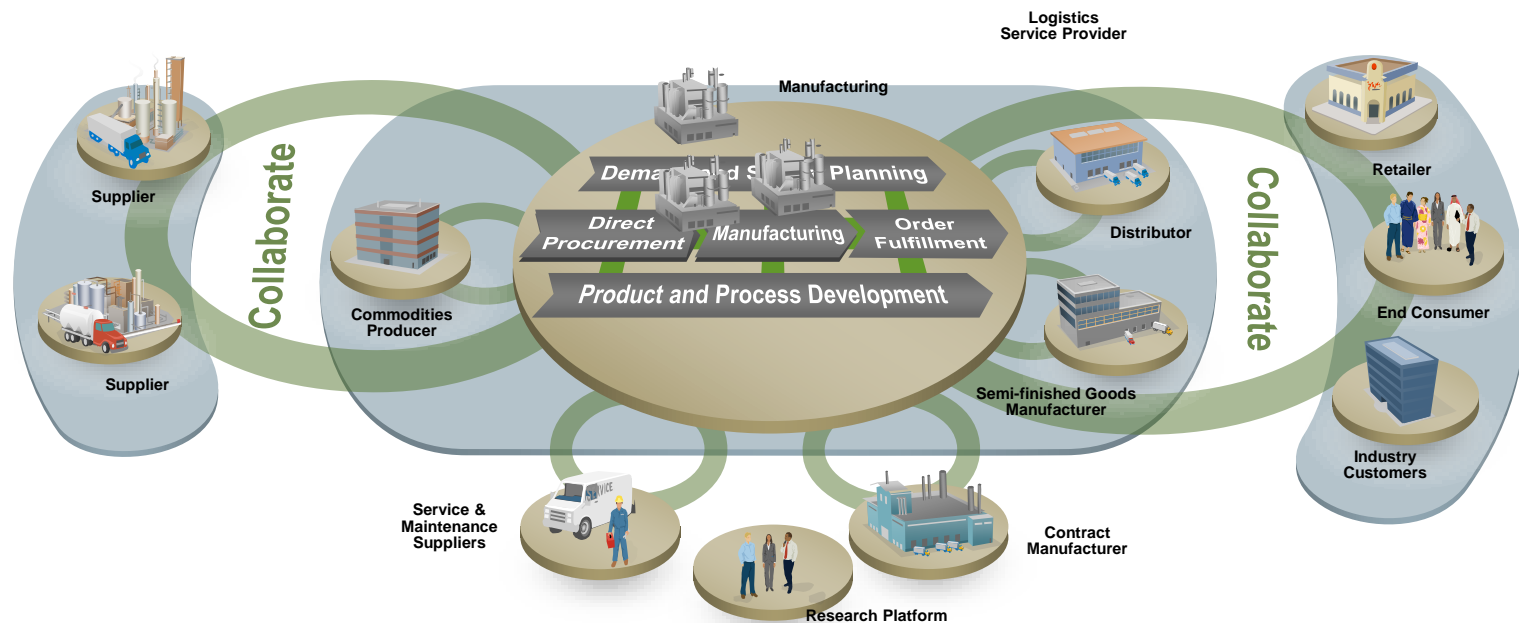 Logistics
Service Provider
Manufacturing
Supplier
Collaborate
Planning
Direct
Procurement
Manufacturing
Order
Fulfillment
Product and Process Development
Commodities
Producer
Supplier
Retailer
Collaborate
Distributor
End Consumer
Semi-finished Goods
Manufacturer
Industry
Customers
Service &
Maintenance
Suppliers
SERVICE
Contract
Manufacturer
Research Platform